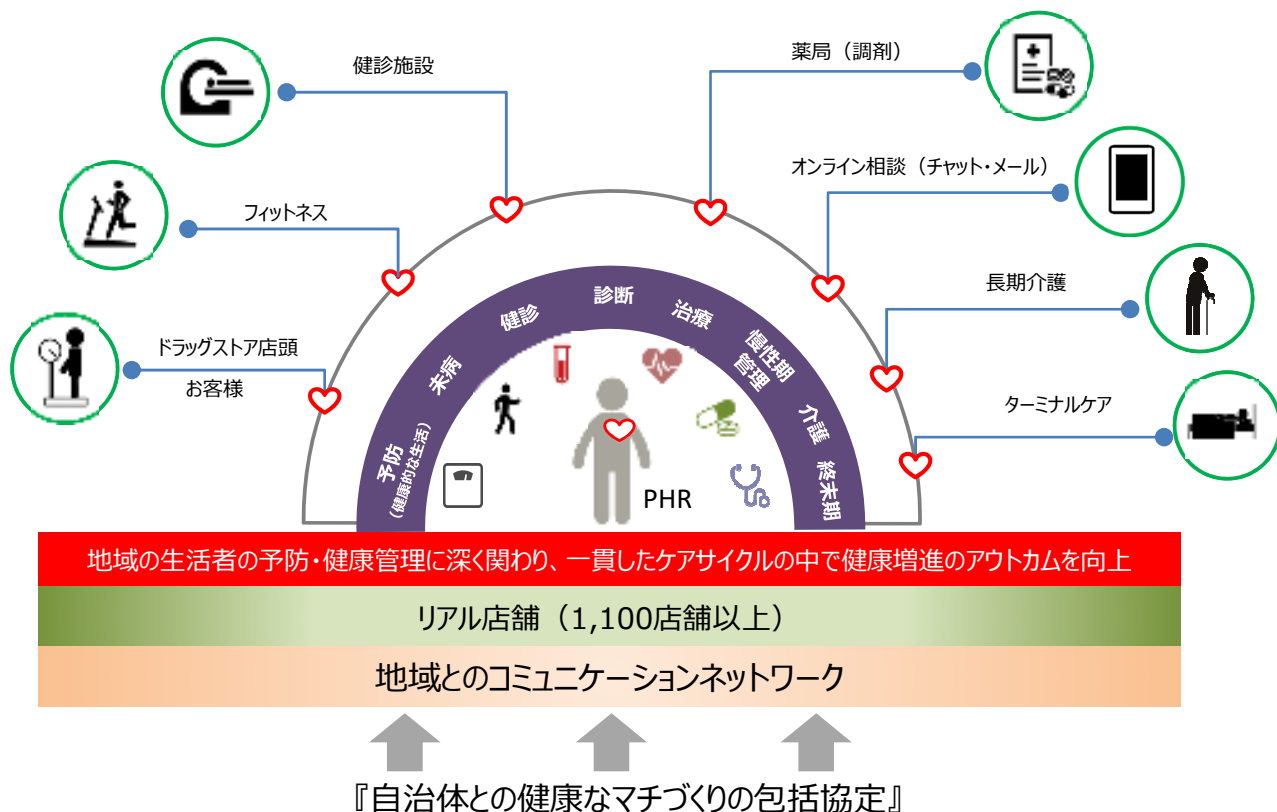 健診施設
薬局（調剤）
オンライン相談（チャット・メール）
フィットネス
長期介護
ドラッグストア店頭
お客様
ターミナルケア
予防
（健康的な生活）
未病
健診
診断
治療
慢性期
管理
介護
終末期
PHR
地域の生活者の予防・健康管理に深く関わり、一貫したケアサイクルの中で健康増進のアウトカムを向上
リアル店舗（1,100店舗以上）
地域とのコミュニケーションネットワーク
『自治体との健康なマチづくりの包括協定』